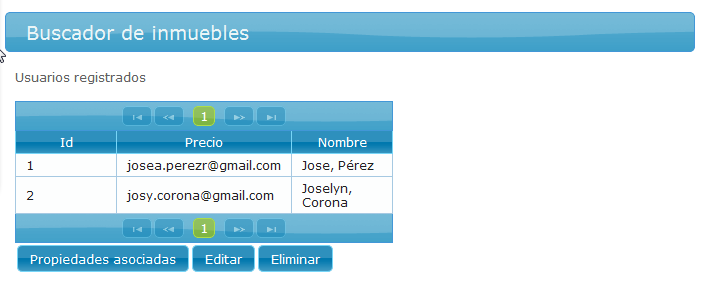 Buscador de inmuebles
Usuarios registrados
1
Id Precio Nombre
1 josea.perezr@gmail.com Jose, Pérez
2 josy.corona@gmail.com Joselyn,
Corona
1
Propiedades asociadas Editar Eliminar